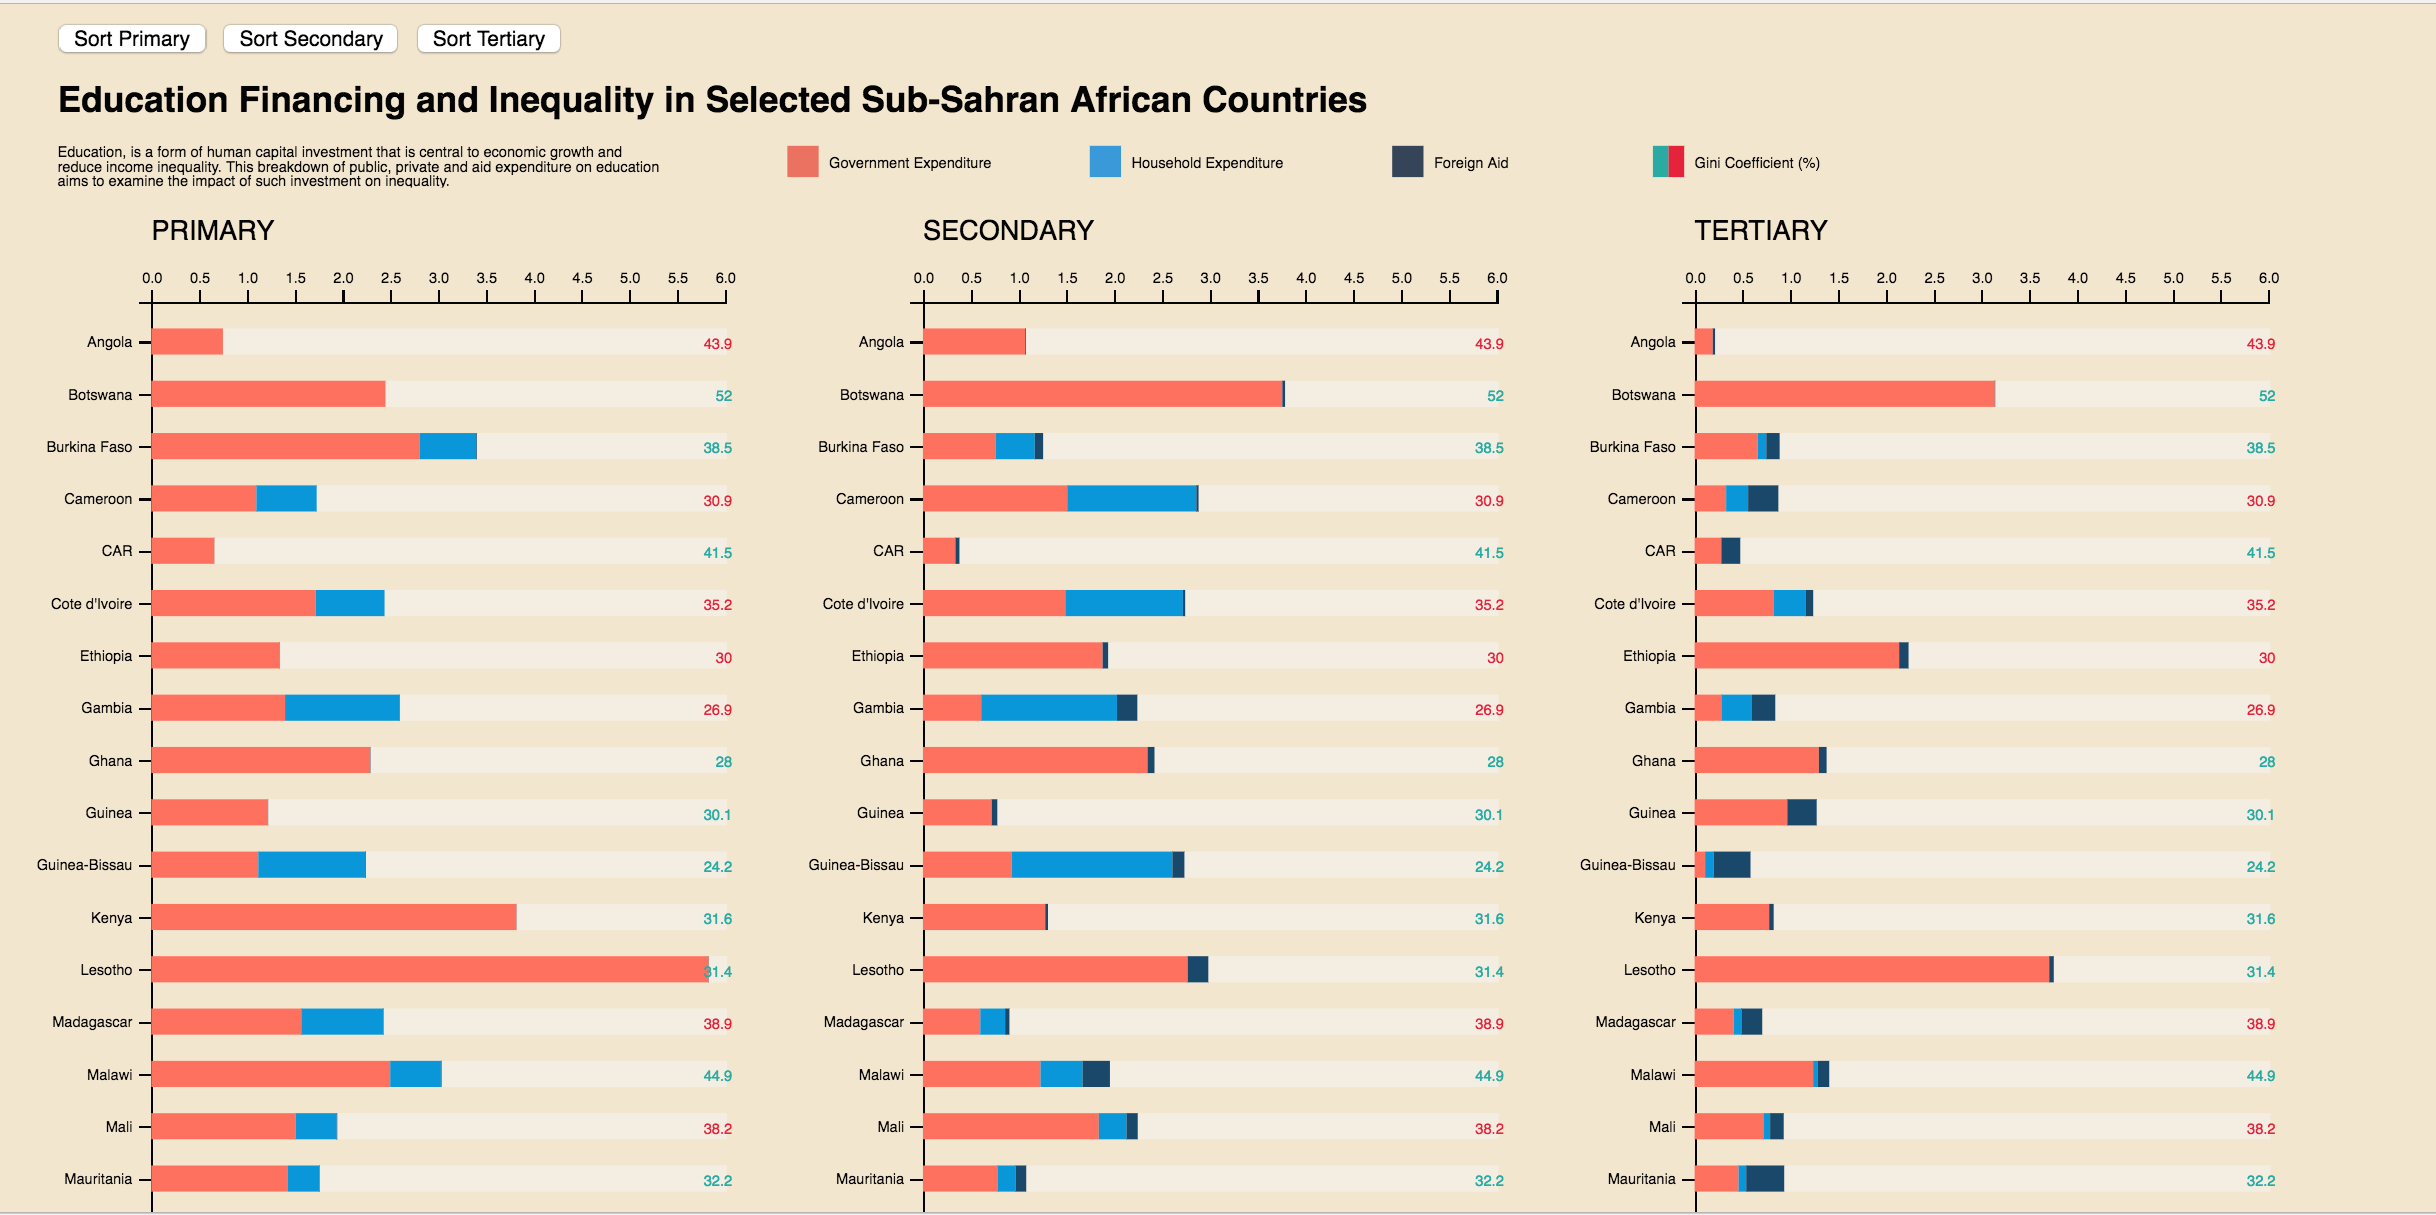 Sort Primary Sort Secondary Sort Tertiary
Education Financing and Inequality in Selected Sub-Sahran African Countries
Education, is a form of human capital investment that is central to economic growth and
reduce income inequality. This breakdown of public, private and aid expenditure on education
aims to examine the impact of such investment on inequality.
Government Expenditure Household Expenditure Foreign Aid Gini Coefficient (%)
PRIMARY
0.0 0.5 1.0 1.5 2.0 2.5 3.0 3.5 4.0 4.5 5.0 5.5 6.0
Angola 43.9
Botswana 52
Burkina Faso 38.5
Cameroon 30.9
CAR 41.5
Cote d'Ivoire 35.2
Ethiopia 30
Gambia 26.9
Ghana 28
Guinea 30.1
Guinea-Bissau 24.2
Kenya 31.6
Lesotho 31.4
Madagascar 38.9
Malawi 44.9
Mali 38.2
Mauritania 32.2
SECONDARY
0.0 0.5 1.0 1.5 2.0 2.5 3.0 3.5 4.0 4.5 5.0 5.5 6.0
Angola 43.9
Botswana 52
Burkina Faso 38.5
Cameroon 30.9
CAR 41.5
Cote d'Ivoire 35.2
Ethiopia 30
Gambia 26.9
Ghana 28
Guinea 30.1
Guinea-Bissau 24.2
Kenya 31.6
Lesotho 31.4
Madagascar 38.9
Malawi 44.9
Mali 38.2
Mauritania 32.2
TERTIARY
0.0 0.5 1.0 1.5 2.0 2.5 3.0 3.5 4.0 4.5 5.0 5.5 6.0
Angola 43.9
Botswana 52
Burkina Faso 38.5
Cameroon 30.9
CAR 41.5
Cote d'Ivoire 35.2
Ethiopia 30
Gambia 26.9
Ghana 28
Guinea 30.1
Guinea-Bissau 24.2
Kenya 31.6
Lesotho 31.4
Madagascar 38.9
Malawi 44.9
Mali 38.2
Mauritania 32.2